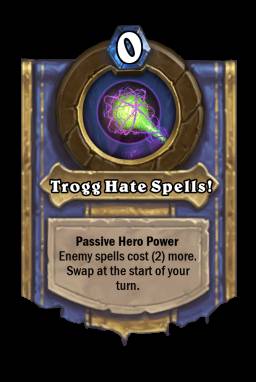 0
Trogg Hate Spells!
Passive Hero Power
Enemy spells cost (2) more.
Swap at the start of your
turn.